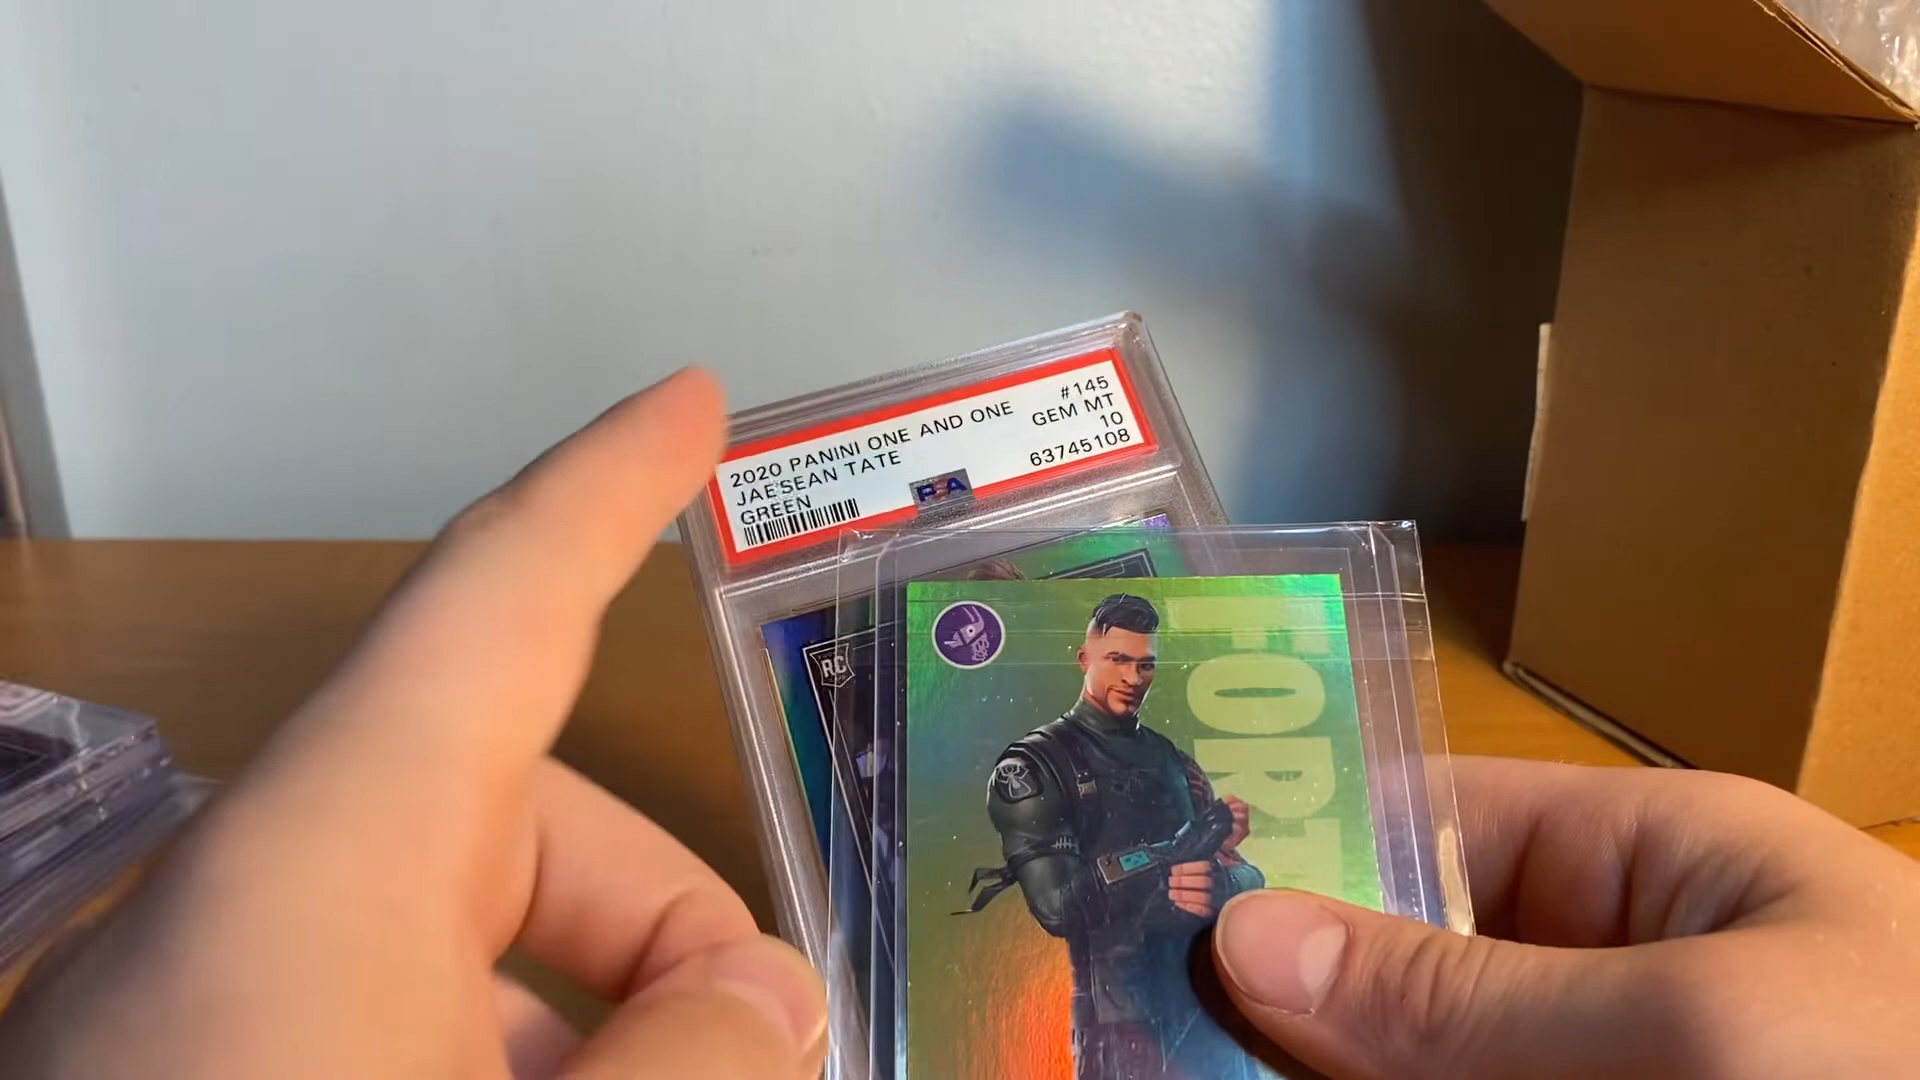 2020 PANINI ONE AND ONE #145
JAE'SEAN TATE GEM MT
GREEN 10
63745108
PSA
RC
FORT